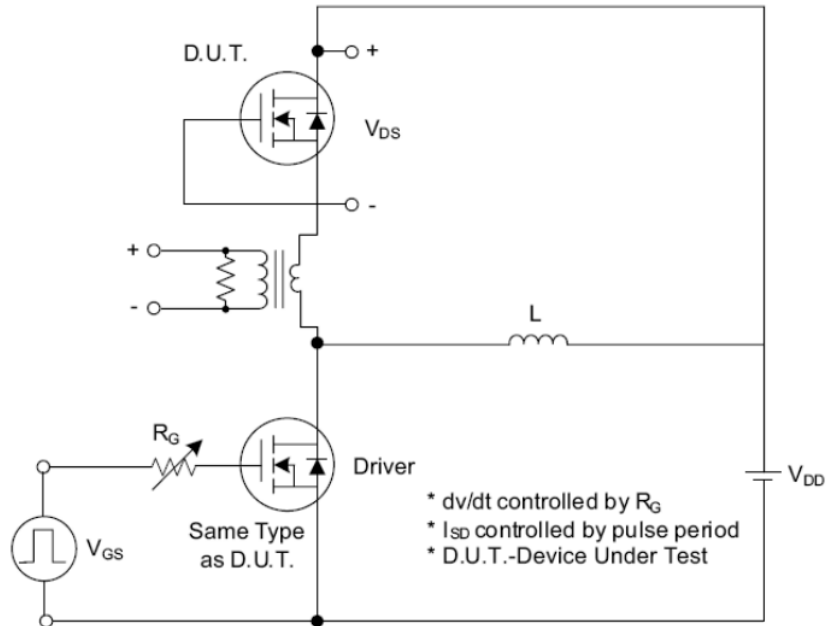 D.U.T.
+
VDS
-
+
-
L
RG
Driver
VDD
* dv/dt controlled by RG
* ISD controlled by pulse period
* D.U.T.-Device Under Test
Same Type
as D.U.T.
VGS